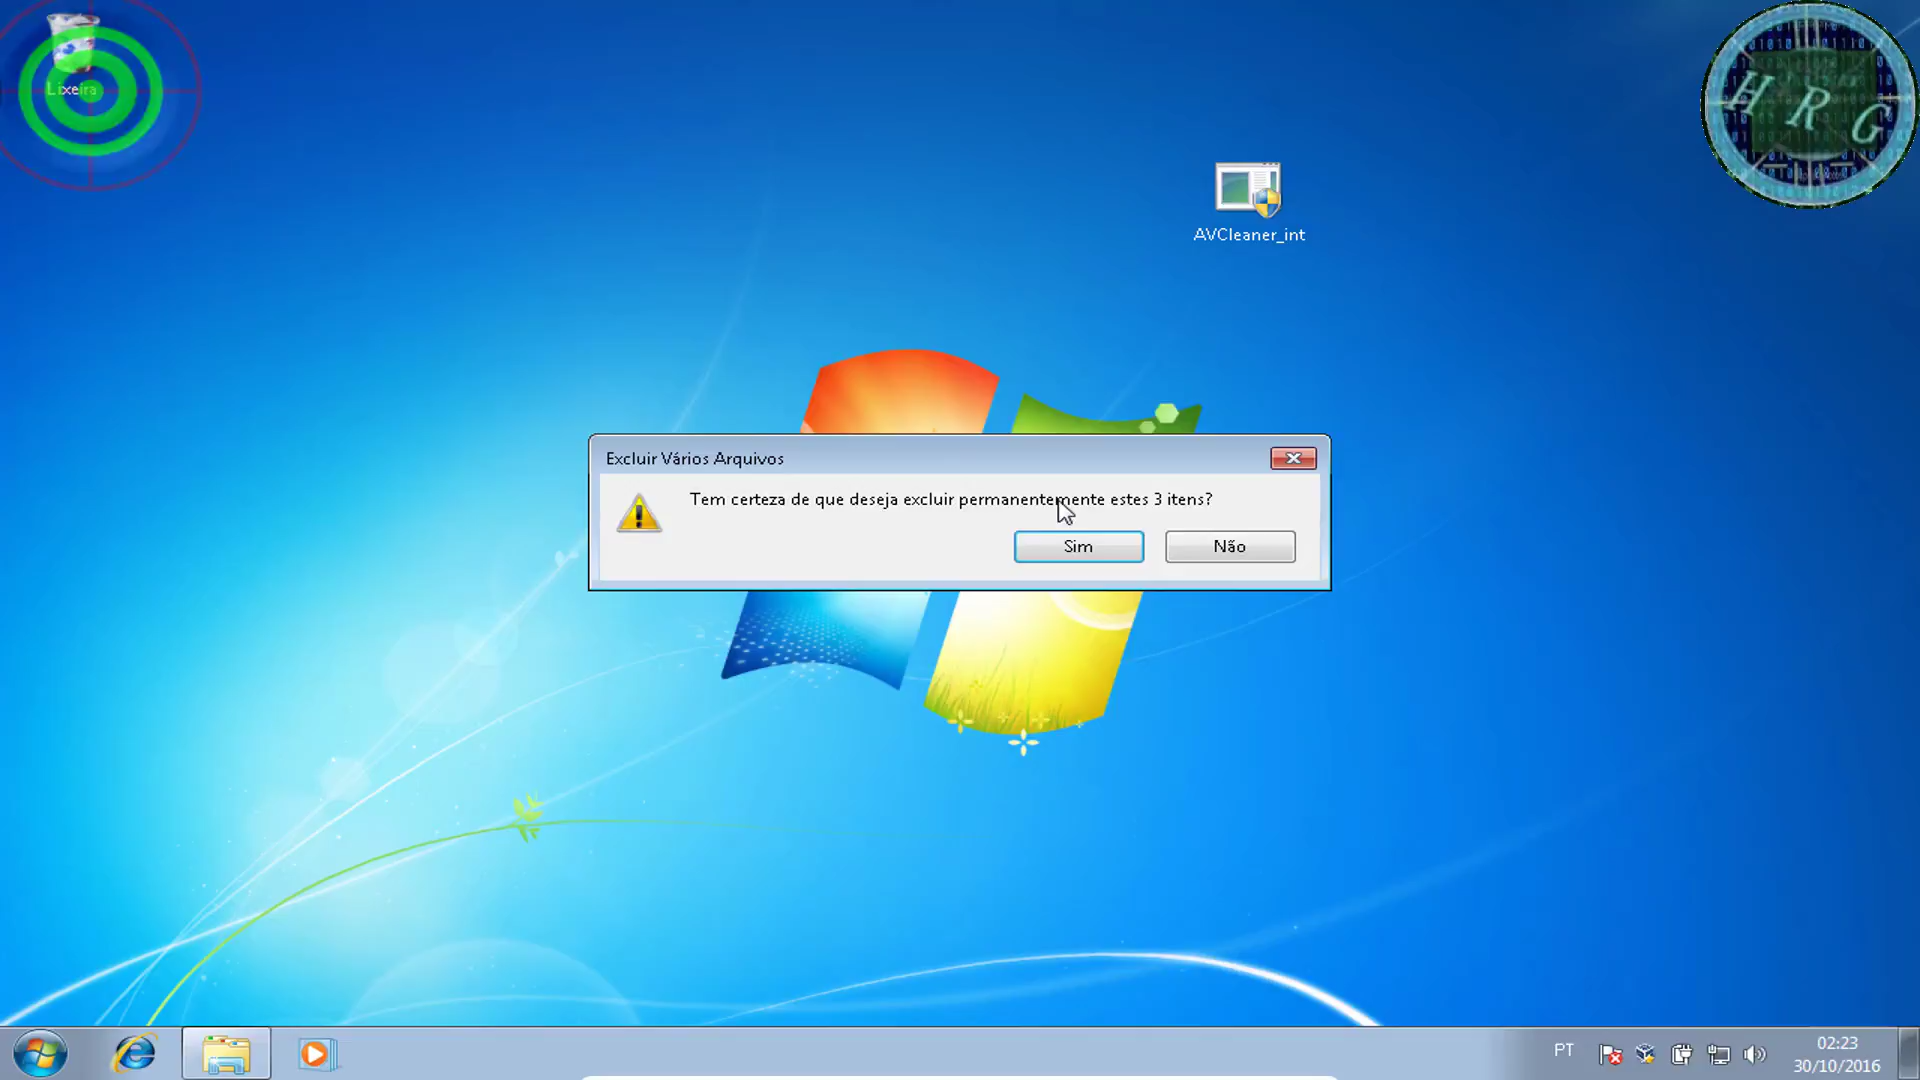 Lixeira
H R G
AVCleaner_int
Excluir Vários Arquivos
Tem certeza de que deseja excluir permanentemente estes 3 itens?
Sim
Não
PT
02:23
30/10/2016